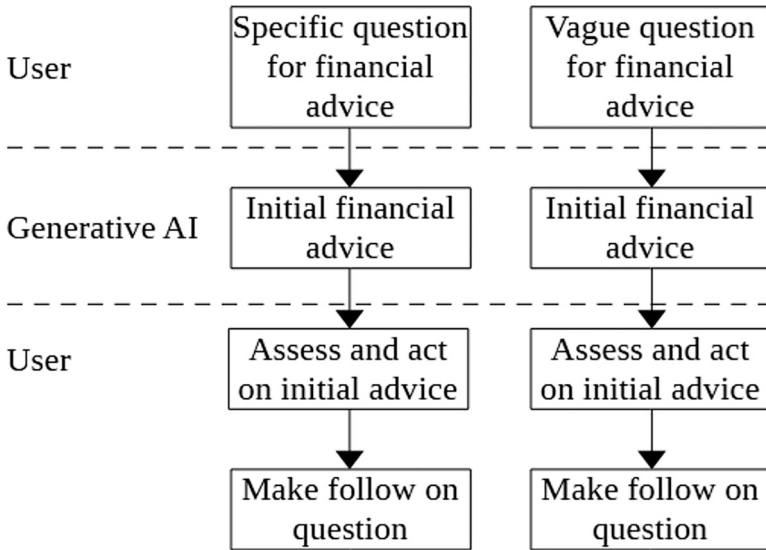 User
Specific question
for financial
advice
Vague question
for financial
advice
Generative AI
Initial financial
advice
Initial financial
advice
User
Assess and act
on initial advice
Assess and act
on initial advice
Make follow on
question
Make follow on
question